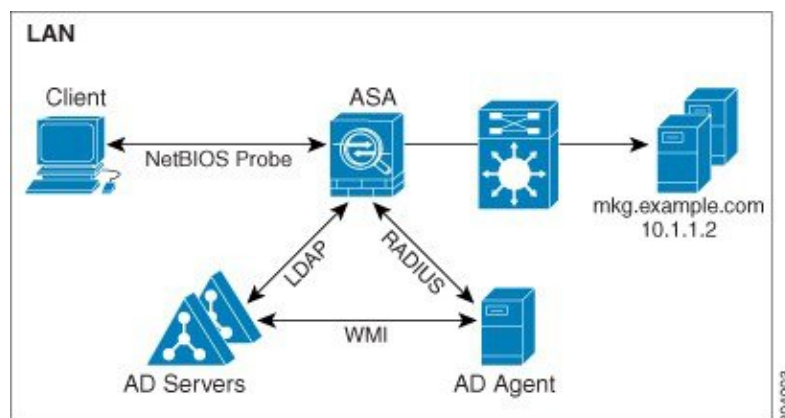 LAN
Client
ASA
NetBIOS Probe
mkg.example.com
10.1.1.2
LDAP
RADIUS
WMI
AD Servers
AD Agent